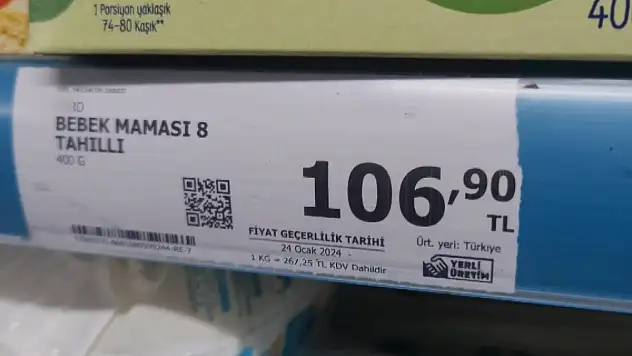 1 Porsiyon yaklaşık
74-80 Kaşık**
40
BEBEK MAMASI 8
TAHILLI
400 G
106,90
TL
FİYAT GEÇERLİLİK TARİHİ
24 Ocak 2024
1 KG = 267,25 TL KDV Dahildir
Ürt. yeri: Türkiye
YERLİ
ÜRETİM